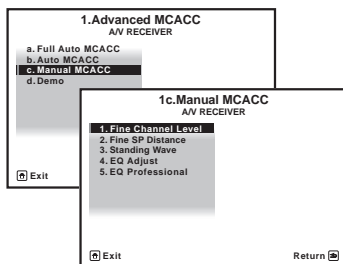 1.Advanced MCACC
A/V RECEIVER
a. Full Auto MCACC
b. Auto MCACC
c. Manual MCACC
d. Demo
Exit
1c.Manual MCACC
A/V RECEIVER
1. Fine Channel Level
2. Fine SP Distance
3. Standing Wave
4. EQ Adjust
5. EQ Professional
Exit
Return